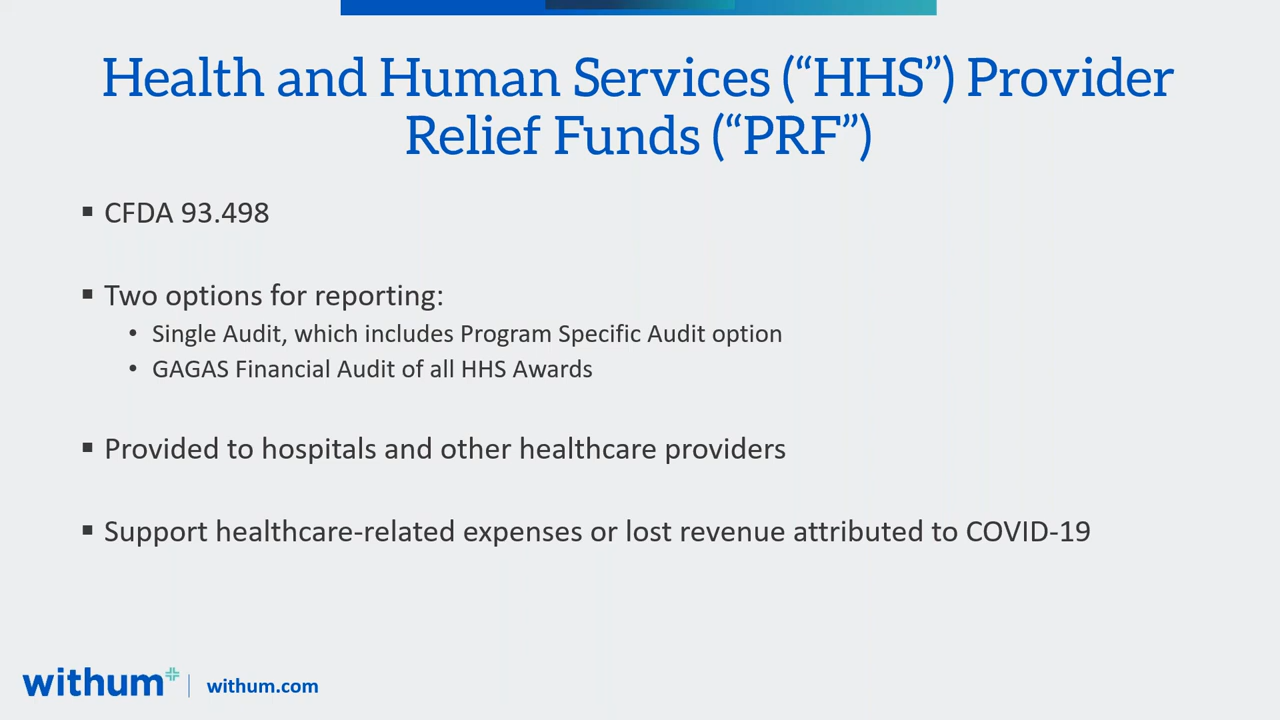 Health and Human Services (“HHS”) Provider
Relief Funds (“PRF”)
▪ CFDA 93.498
▪ Two options for reporting:
• Single Audit, which includes Program Specific Audit option
• GAGAS Financial Audit of all HHS Awards
▪ Provided to hospitals and other healthcare providers
▪ Support healthcare-related expenses or lost revenue attributed to COVID-19
withum+ | withum.com